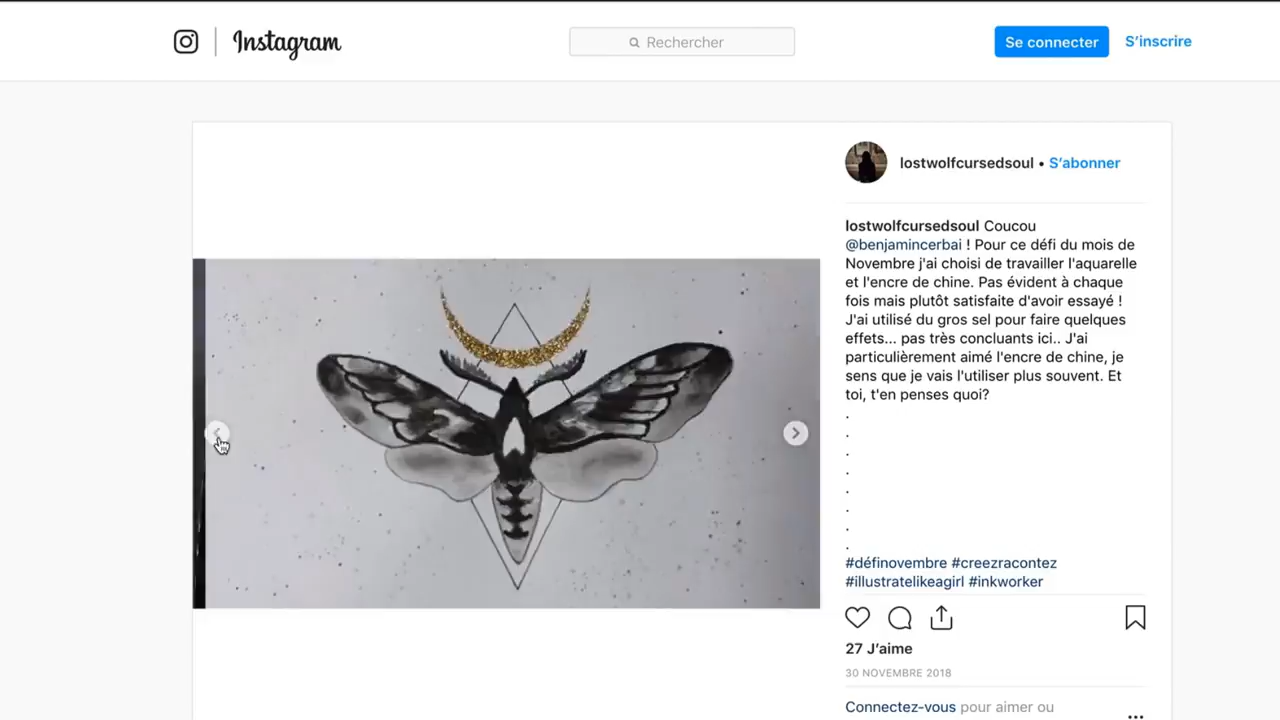 Instagram
Rechercher
Se connecter
S'inscrire
lostwolfcursedsoul • S'abonner
lostwolfcursedsoul Coucou
@benjamincerbai ! Pour ce défi du mois de
Novembre j'ai choisi de travailler l'aquarelle
et l'encre de chine. Pas évident à chaque
fois mais plutôt satisfaite d'avoir essayé !
J'ai utilisé du gros sel pour faire quelques
effets... pas très concluants ici.. J'ai
particulièrement aimé l'encre de chine, je
sens que je vais l'utiliser plus souvent. Et
toi, t'en penses quoi?
.
.
.
.
.
.
.
.
#définovembre #creezracontez
#illustratelikeagirl #inkworker
27 J'aime
30 NOVEMBRE 2018
Connectez-vous pour aimer ou